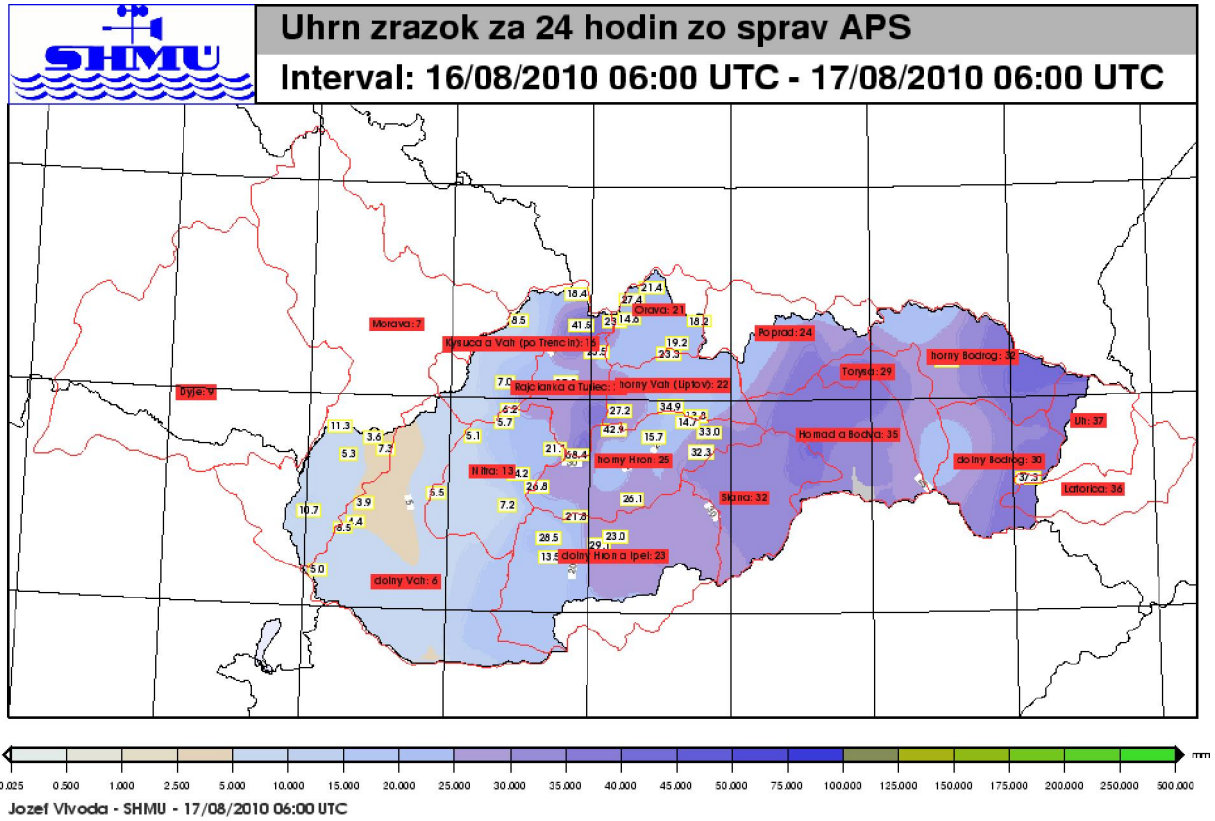 SHMU
Uhrn zrazok za 24 hodin zo sprav APS
Interval: 16/08/2010 06:00 UTC - 17/08/2010 06:00 UTC
21.4
18.4
27.4
Orava: 21
8.5
41.5
14.6
18.2
Morava: 7
Poprad: 24
Kysuca a Vah (po Trencin): 16
19.2
23.3
horny Bodrog: 32
Torysa: 29
7.0
Rajcianka a Turiec:
horny Vah (Liptov): 22
Dyje: 9
6.2
27.2
34.9
13.8
5.7
14.7
Uh: 37
11.3
3.6
5.1
42.9
15.7
33.0
Hornad a Bodva: 35
7.3
5.3
68.4
32.3
horny Hron: 25
dolny Bodrog: 30
Nitra: 13
37.3
26.8
Latorica: 36
5.5
3.9
7.2
26.1
Slana: 32
10.7
21.8
8.5
28.5
23.0
dolny Hron a Ipel: 23
5.0
dolny Vah: 6
0.025 0.500 1.000 2.500 5.000 10.000 15.000 20.000 25.000 30.000 35.000 40.000 45.000 50.000 75.000 100.000 125.000 150.000 175.000 200.000 250.000 500.000 mm
Jozef Vivoda - SHMU - 17/08/2010 06:00 UTC